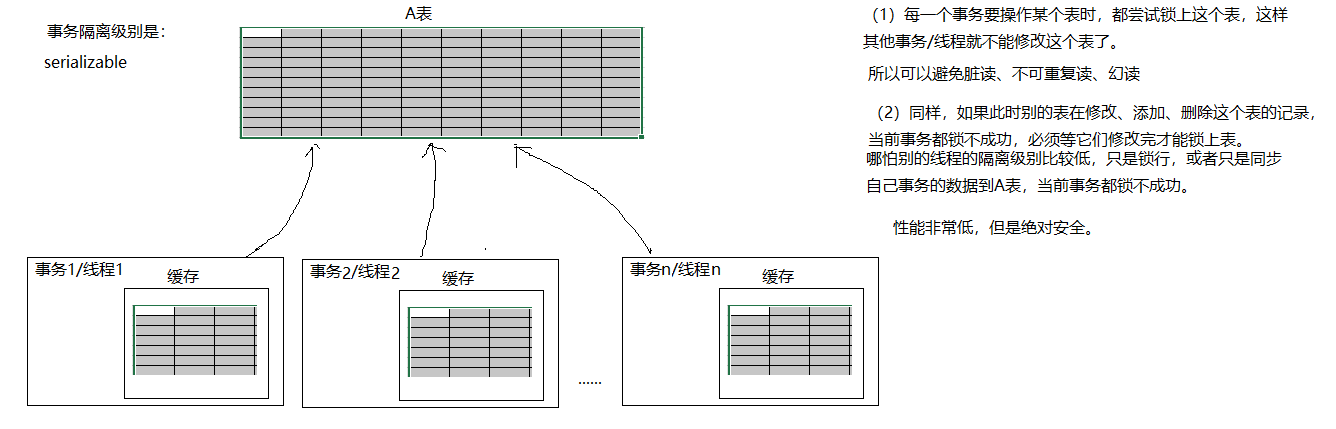 A表
事务隔离级别是：
serializable
（1）每一个事务要操作某个表时，都尝试锁上这个表，这样
其他事务/线程就不能修改这个表了。
所以可以避免脏读、不可重复读、幻读
（2）同样，如果此时别的表在修改、添加、删除这个表的记录，
当前事务都锁不成功，必须等它们修改完才能锁上表。
哪怕别的线程的隔离级别比较低，只是锁行，或者只是同步
自己事务的数据到A表，当前事务都锁不成功。
性能非常低，但是绝对安全。
事务1/线程1
缓存
事务2/线程2
缓存
......
事务n/线程n
缓存